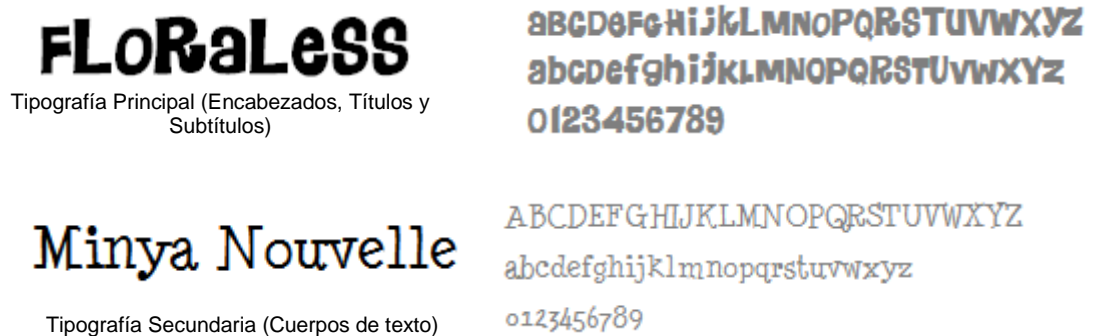 FLoRaLeSS
Tipografía Principal (Encabezados, Títulos y
Subtítulos)
aBCDeFGHijkLMNoPQRSTUVWXYZ
abcDefghijKLMNOPQRSTUvWXYz
0123456789
Minya Nouvelle
Tipografía Secundaria (Cuerpos de texto)
ABCDEFGHIJKLMNOPQRSTUVWXYZ
abcdefghijklmnopqrstuvwxyz
0123456789